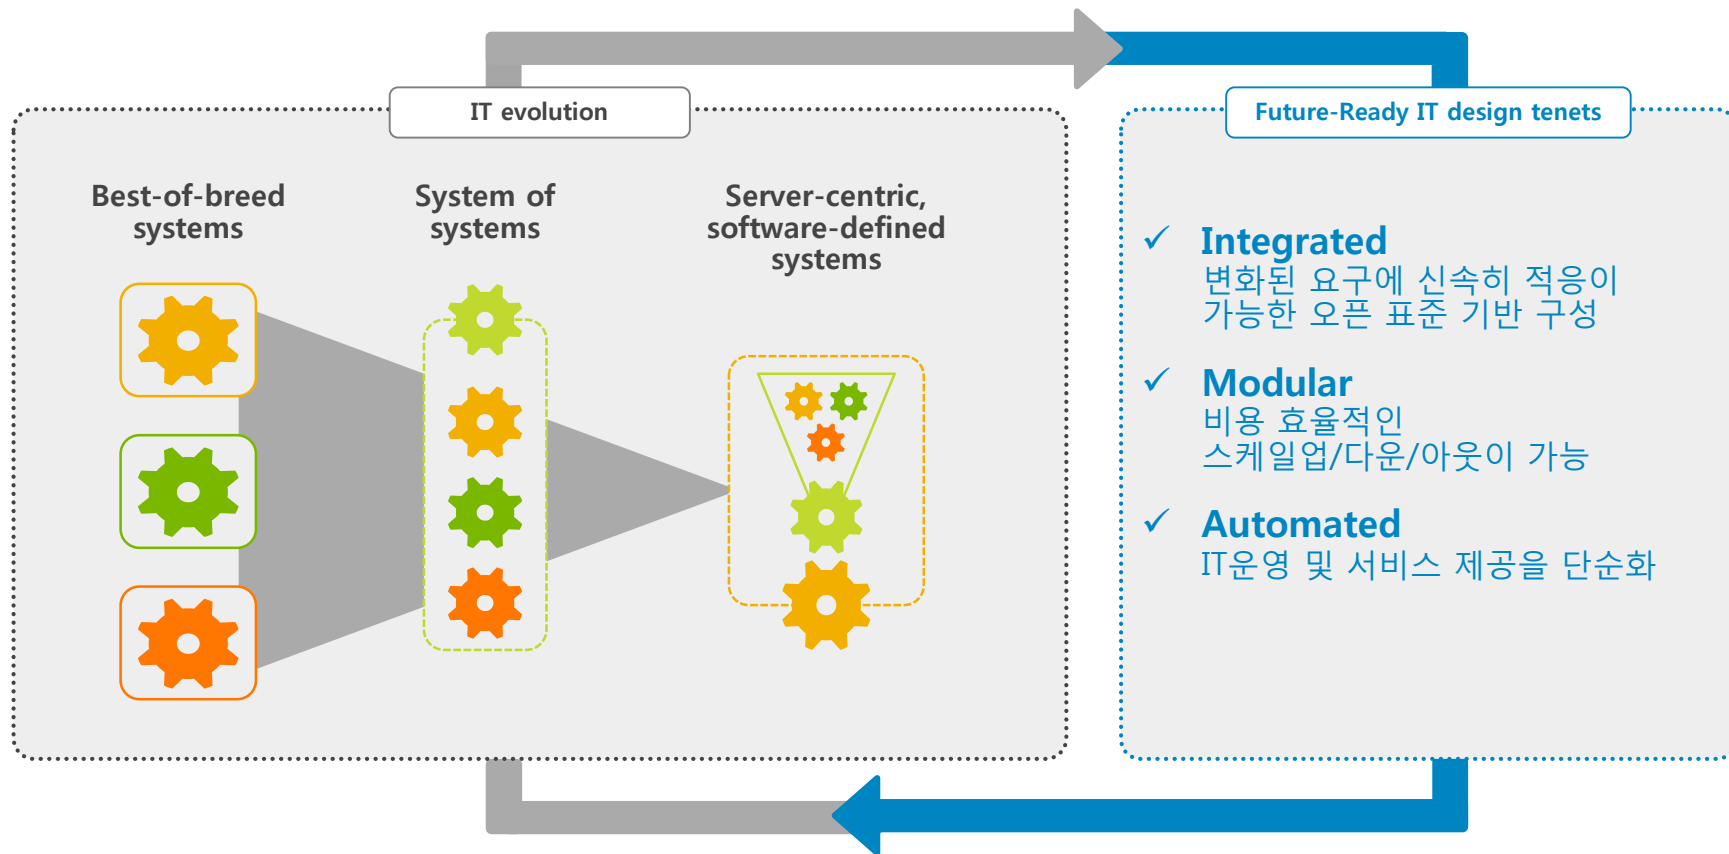 IT evolution
Future-Ready IT design tenets
Best-of-breed
systems
System of
systems
Server-centric,
software-defined
systems
✓ Integrated
변화된 요구에 신속히 적응이
가능한 오픈 표준 기반 구성
✓ Modular
비용 효율적인
스케일업/다운/아웃이 가능
✓ Automated
IT운영 및 서비스 제공을 단순화